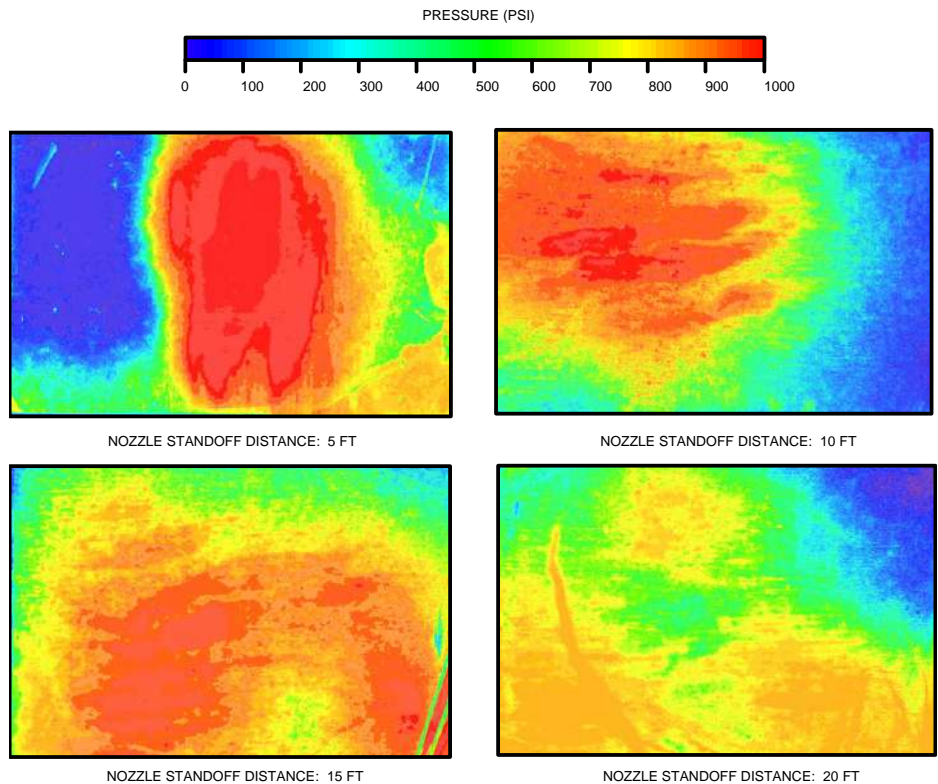 PRESSURE (PSI)
0 100 200 300 400 500 600 700 800 900 1000
NOZZLE STANDOFF DISTANCE: 5 FT
NOZZLE STANDOFF DISTANCE: 10 FT
NOZZLE STANDOFF DISTANCE: 15 FT
NOZZLE STANDOFF DISTANCE: 20 FT